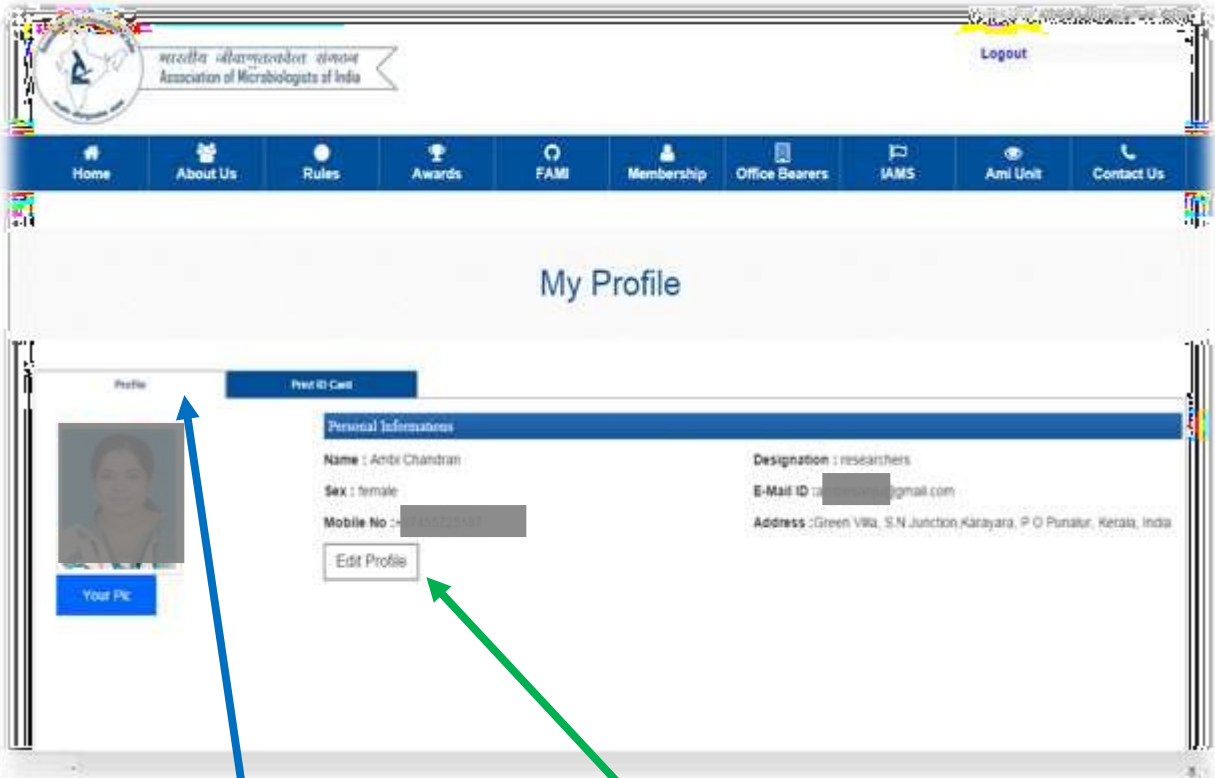 भारतीय संगठन
Association of Microbiologists of India
Logout
Home
About Us
Rules
Awards
FAMI
Membership
Office Bearers
IAMS
Ami Unit
Contact Us
My Profile
Profile
Print ID Card
Personal Informations
Name : Ambi Chandran
Designation : researchers
Sex : female
E-Mail ID : @gmail.com
Mobile No :
Address :Green Villa, S.N Junction,Karayara, P O Punalur, Kerala, India
Edit Profile
Your Pic